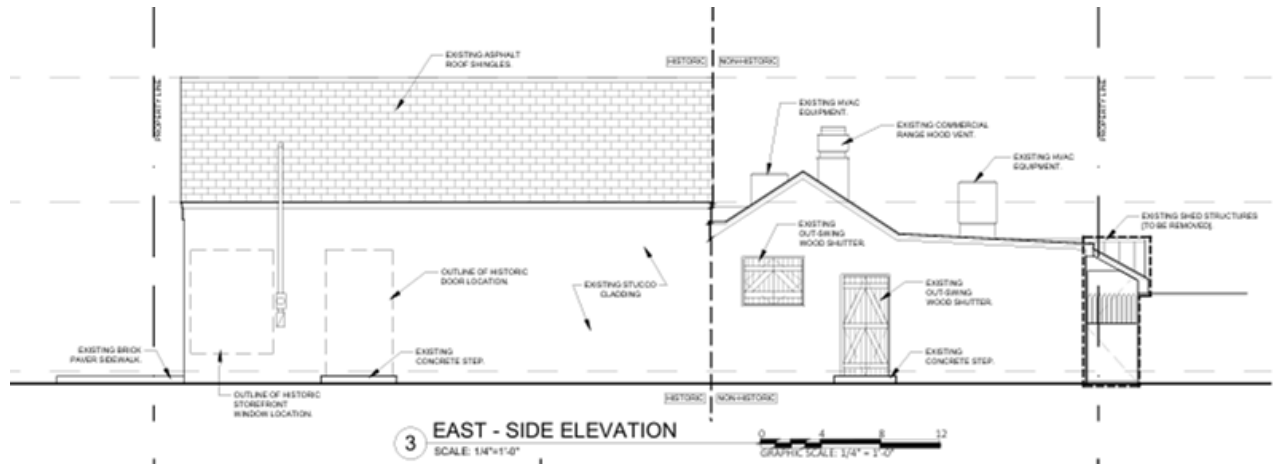 EXISTING ASPHALT
ROOF SHINGLES.
HISTORIC
NON-HISTORIC
PROPERTY LINE
EXISTING HVAC
EQUIPMENT.
EXISTING COMMERCIAL
RANGE HOOD VENT.
EXISTING HVAC
EQUIPMENT.
PROPERTY LINE
EXISTING SHED STRUCTURES
[TO BE REMOVED]
EXISTING
OUT-SWING
WOOD SHUTTER.
OUTLINE OF HISTORIC
DOOR LOCATION.
EXISTING STUCCO
CLADDING
EXISTING
OUT-SWING
WOOD SHUTTER.
EXISTING BRICK
PAVER SIDEWALK.
EXISTING
CONCRETE STEP.
EXISTING
CONCRETE STEP.
OUTLINE OF HISTORIC
STOREFRONT
WINDOW LOCATION.
HISTORIC
NON-HISTORIC
3
EAST - SIDE ELEVATION
SCALE: 1/4"=1'-0"
0 4 8 12
GRAPHIC SCALE: 1/4" = 1'-0"